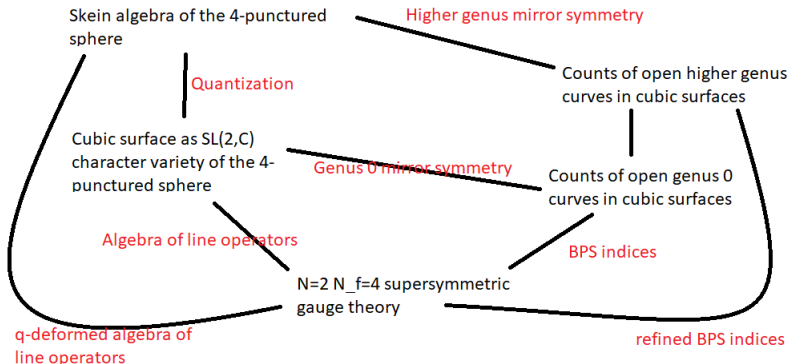 Skein algebra of the 4-punctured
sphere
Higher genus mirror symmetry
Quantization
Counts of open higher genus
curves in cubic surfaces
Cubic surface as SL(2,C)
character variety of the 4-
punctured sphere
Genus 0 mirror symmetry
Counts of open genus 0
curves in cubic surfaces
Algebra of line operators
BPS indices
N=2 N_f=4 supersymmetric
gauge theory
q-deformed algebra of
line operators
refined BPS indices